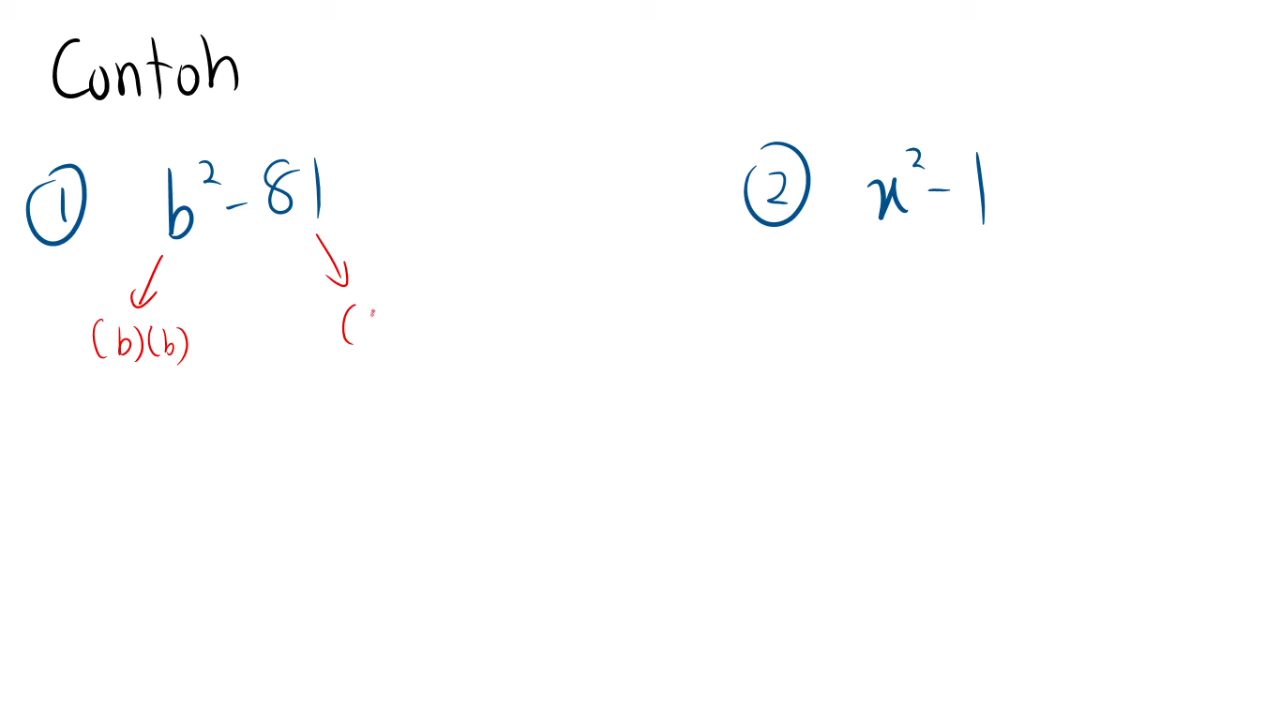 Contoh
① b² - 81
(b)(b) (
② x² - 1